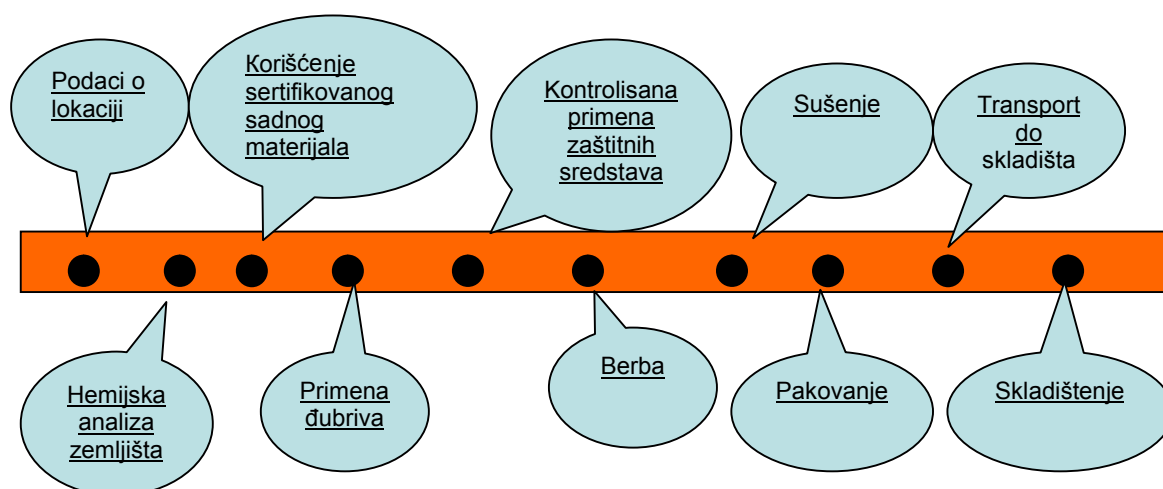 Podaci o
lokaciji
Korišćenje
sertifikovanog
sadnog
materijala
Kontrolisana
primena
zaštitnih
sredstava
Sušenje
Transport
do
skladišta
Hemijska
analiza
zemljišta
Primena
đubriva
Berba
Pakovanje
Skladištenje